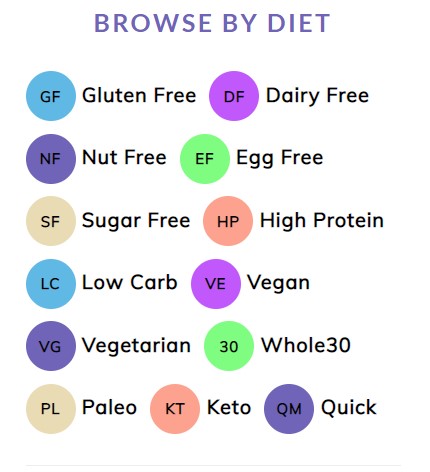 BROWSE BY DIET
GF Gluten Free DF Dairy Free
NF Nut Free EF Egg Free
SF Sugar Free HP High Protein
LC Low Carb VE Vegan
VG Vegetarian 30 Whole30
PL Paleo KT Keto QM Quick